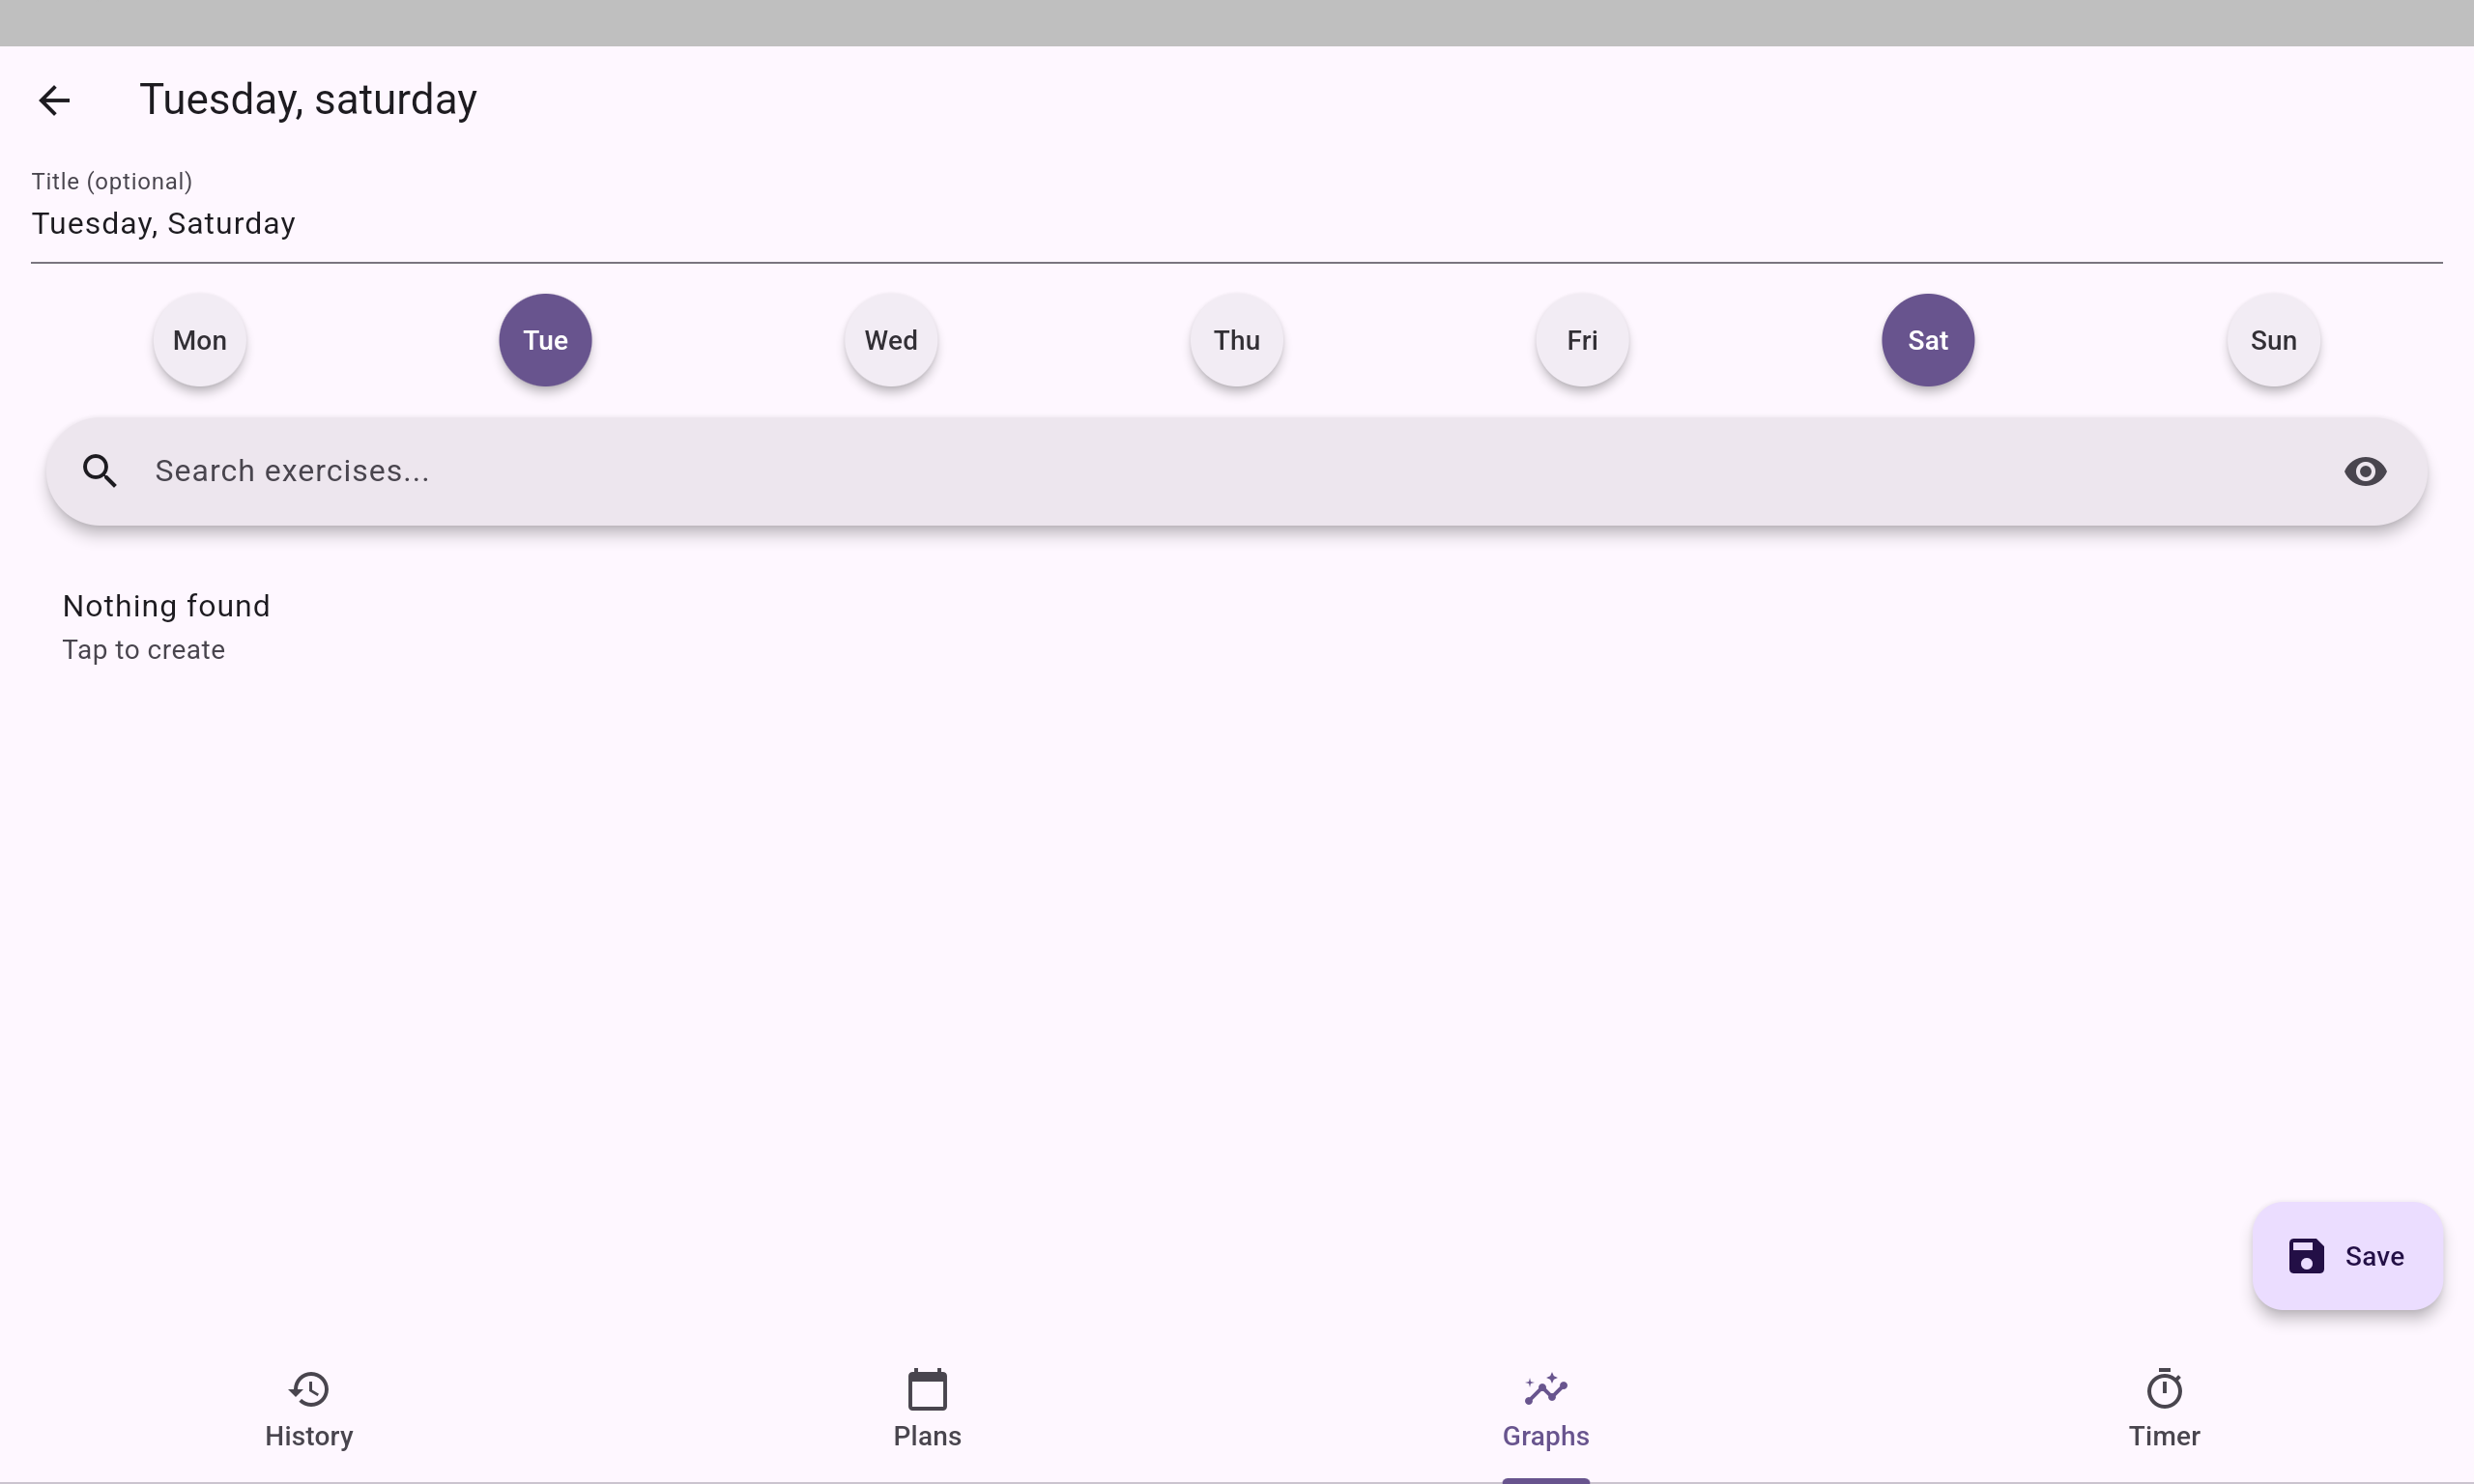 Tuesday, saturday
Title (optional)
Tuesday, Saturday
Mon Tue Wed Thu Fri Sat Sun
Search exercises...
Nothing found
Tap to create
Save
History Plans Graphs Timer